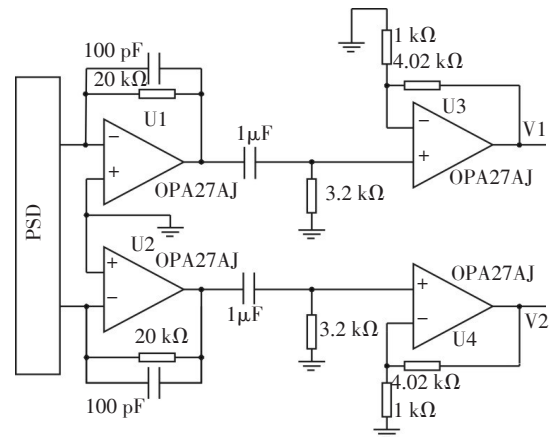 100 pF
20 kΩ
U1
OPA27AJ
1μF
3.2 kΩ
1 kΩ
4.02 kΩ
U3
V1
OPA27AJ
PSD
U2
OPA27AJ
1μF
3.2 kΩ
20 kΩ
100 pF
OPA27AJ
V2
U4
4.02 kΩ
1 kΩ